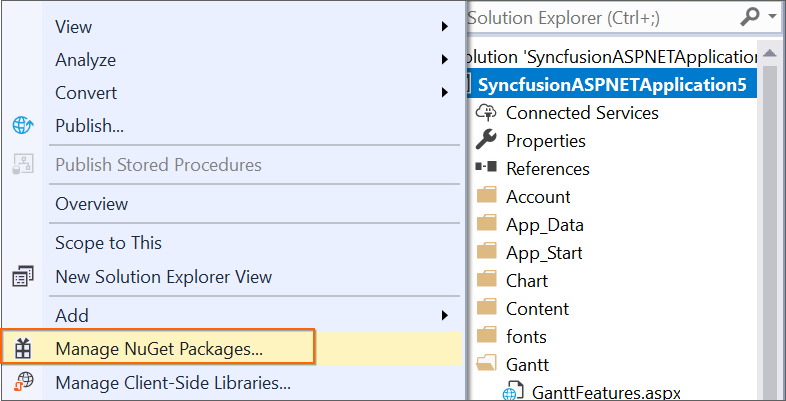 View
Analyze
Convert
Publish...
Publish Stored Procedures
Overview
Scope to This
New Solution Explorer View
Add
Manage NuGet Packages...
Manage Client-Side Libraries...
Solution Explorer (Ctrl+;)
olution 'SyncfusionASPNETApplication
SyncfusionASPNETApplication5
Connected Services
Properties
References
Account
App_Data
App_Start
Chart
Content
fonts
Gantt
GanttFeatures.aspx